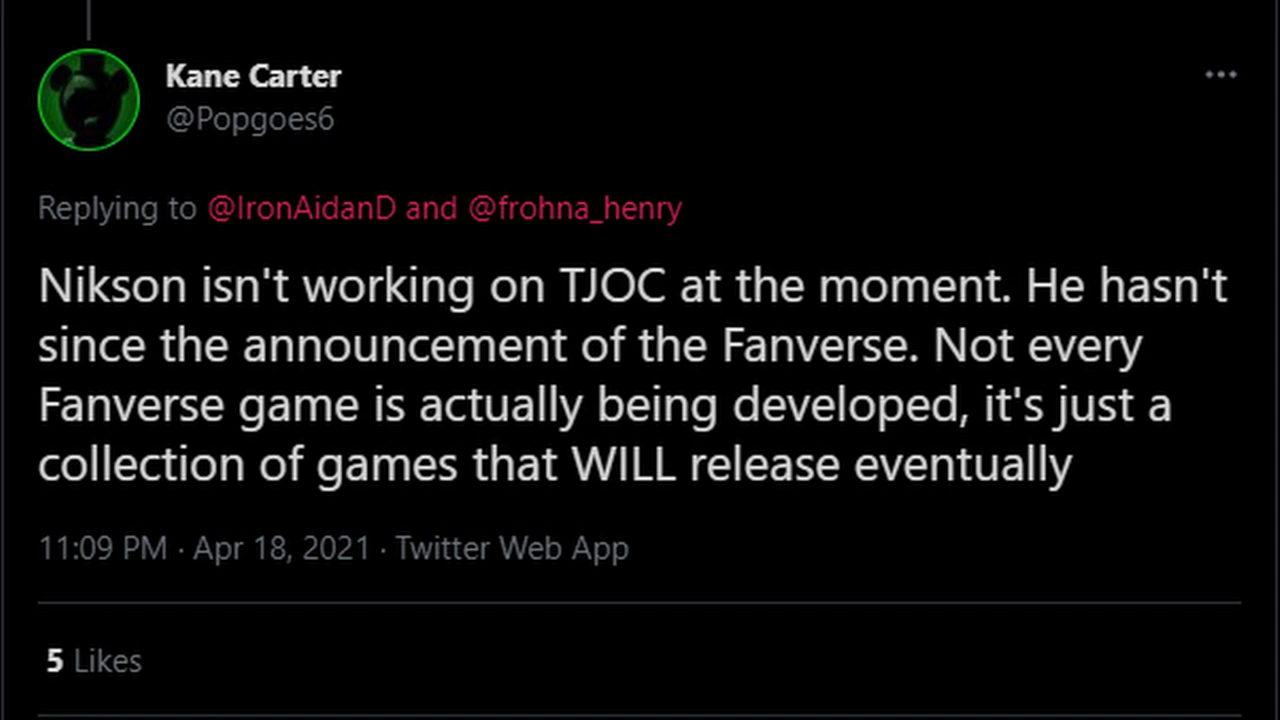 Kane Carter
@Popgoes6
Replying to @IronAidanD and @frohna_henry
Nikson isn't working on TJOC at the moment. He hasn't
since the announcement of the Fanverse. Not every
Fanverse game is actually being developed, it's just a
collection of games that WILL release eventually
11:09 PM · Apr 18, 2021 · Twitter Web App
5 Likes